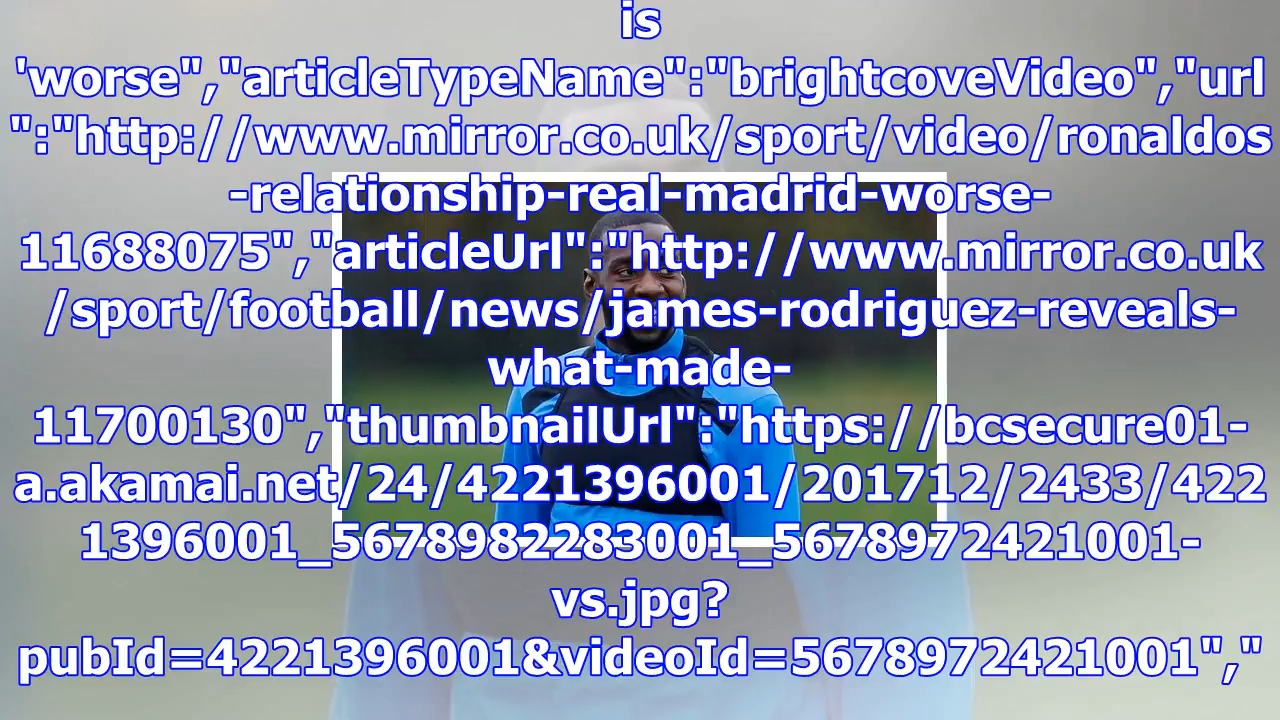 is
'worse","articleTypeName":"brightcoveVideo","url
":"http://www.mirror.co.uk/sport/video/ronaldos
-relationship-real-madrid-worse-
11688075","articleUrl":"http://www.mirror.co.uk
/sport/football/news/james-rodriguez-reveals-
what-made-
11700130","thumbnailUrl":"https://bcsecure01-
a.akamai.net/24/4221396001/201712/2433/422
1396001_5678982283001_5678972421001-
vs.jpg?
pubId=4221396001&videoId=5678972421001","